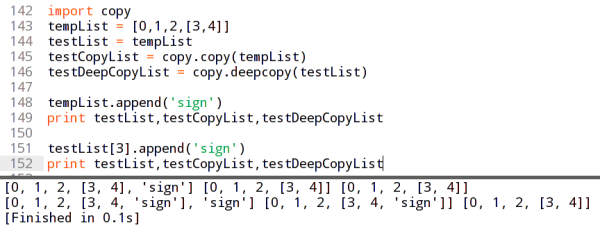 142 import copy
143 tempList = [0,1,2,[3,4]]
144 testList = tempList
145 testCopyList = copy.copy(tempList)
146 testDeepCopyList = copy.deepcopy(testList)
147
148 tempList.append('sign')
149 print testList,testCopyList,testDeepCopyList
150
151 testList[3].append('sign')
152 print testList,testCopyList,testDeepCopyList
[0, 1, 2, [3, 4], 'sign'] [0, 1, 2, [3, 4]] [0, 1, 2, [3, 4]]
[0, 1, 2, [3, 4, 'sign'], 'sign'] [0, 1, 2, [3, 4, 'sign']] [0, 1, 2, [3, 4]]
[Finished in 0.1s]